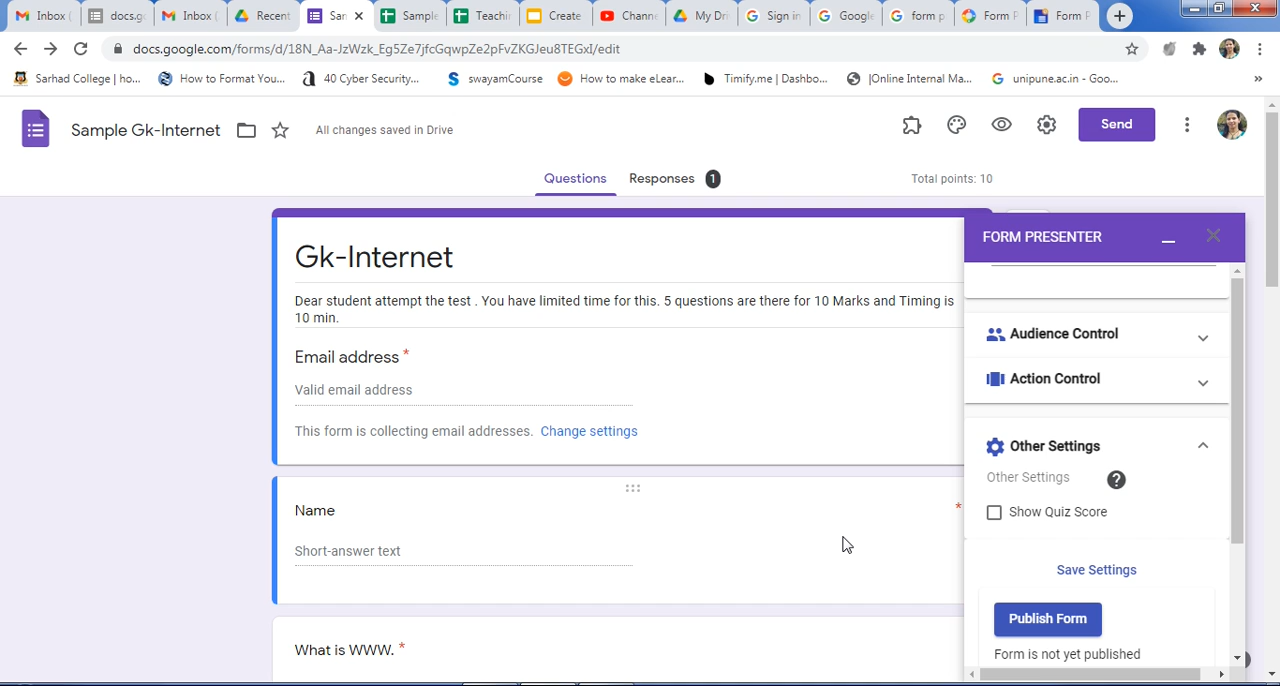 Inbox (
docs.go
Inbox (
Recent
San
Sample
Teachi
Create
Chann
My Dri
Sign in
Google
form p
Form P
Form P
docs.google.com/forms/d/18N_Aa-JzWzk_Eg5Ze7jfcGqwpZe2pFvZKGJeu8TEGxI/edit
Sarhad College | ho...
How to Format You...
40 Cyber Security...
swayamCourse
How to make eLear...
Timify.me | Dashbo...
|Online Internal Ma...
unipune.ac.in - Goo...
»
Sample Gk-Internet
All changes saved in Drive
Send
Questions
Responses 1
Total points: 10
Gk-Internet
Dear student attempt the test . You have limited time for this. 5 questions are there for 10 Marks and Timing is
10 min.
Email address *
Valid email address
This form is collecting email addresses. Change settings
Name *
Short-answer text
What is WWW. *
FORM PRESENTER
Audience Control
Action Control
Other Settings
Other Settings ?
Show Quiz Score
Save Settings
Publish Form
Form is not yet published